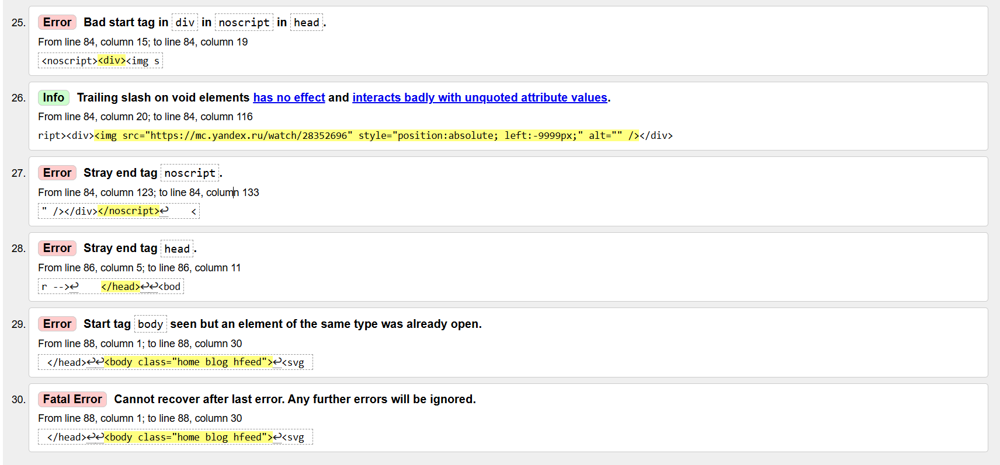 25. Error Bad start tag in div in noscript in head.
From line 84, column 15; to line 84, column 19
<noscript><div><img s
26. Info Trailing slash on void elements has no effect and interacts badly with unquoted attribute values.
From line 84, column 20; to line 84, column 116
ript><div><img src="https://mc.yandex.ru/watch/28352696" style="position:absolute; left:-9999px;" alt="" /></div>
27. Error Stray end tag noscript.
From line 84, column 123; to line 84, column 133
" /></div></noscript>↩    <
28. Error Stray end tag head.
From line 86, column 5; to line 86, column 11
r -->↩    </head>↩↩<bod
29. Error Start tag body seen but an element of the same type was already open.
From line 88, column 1; to line 88, column 30
</head>↩↩<body class="home blog hfeed">↩<svg
30. Fatal Error Cannot recover after last error. Any further errors will be ignored.
From line 88, column 1; to line 88, column 30
</head>↩↩<body class="home blog hfeed">↩<svg